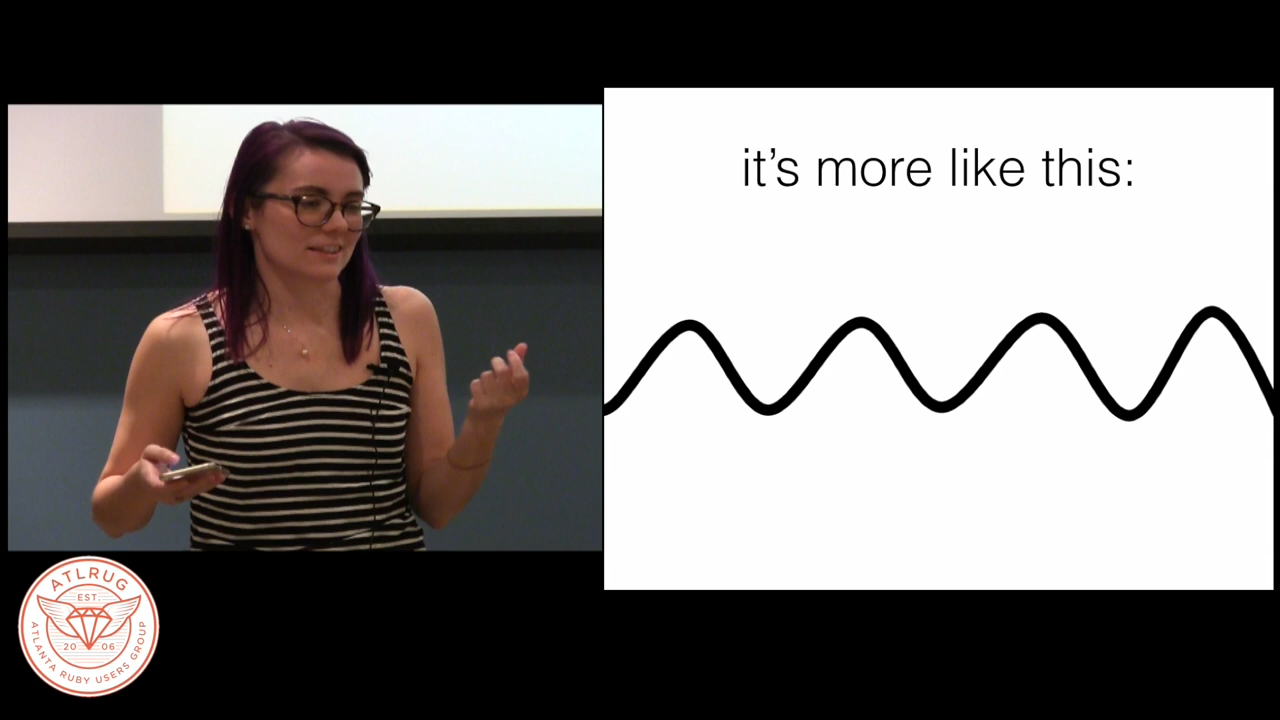 it's more like this:
ATLRUG
EST.
20 06
ATLANTA RUBY USERS GROUP